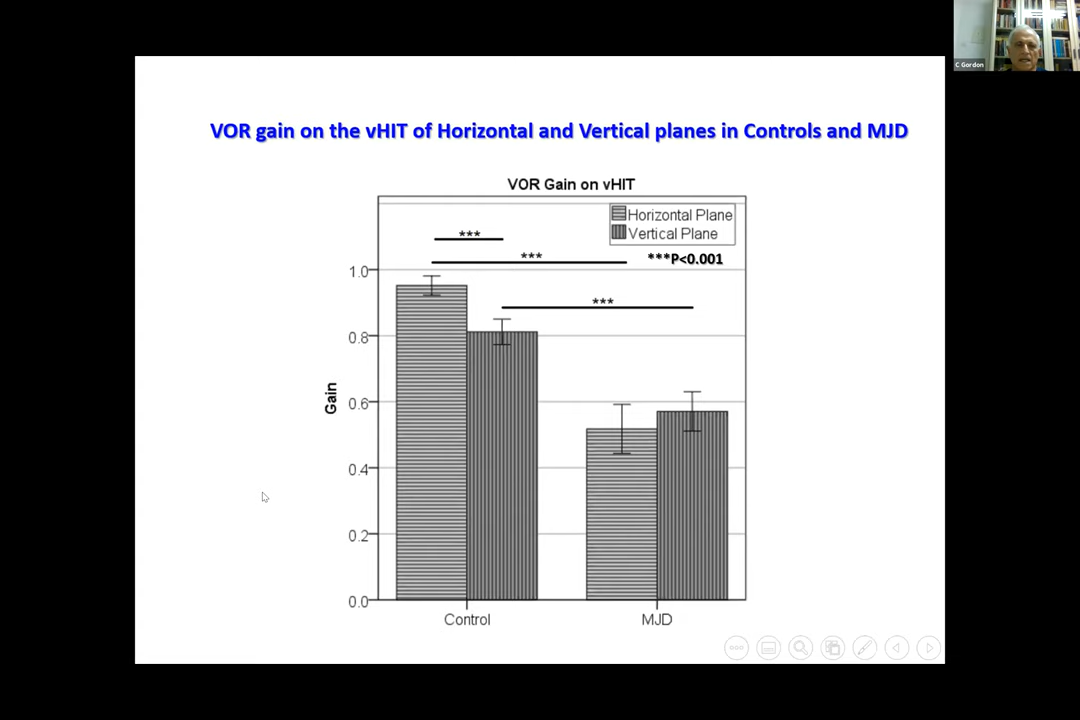 C Gordon
VOR gain on the vHIT of Horizontal and Vertical planes in Controls and MJD
VOR Gain on vHIT
Horizontal Plane
Vertical Plane
***
***
***P<0.001
***
1.0
0.8
0.6
0.4
0.2
0.0
Gain
Control
MJD